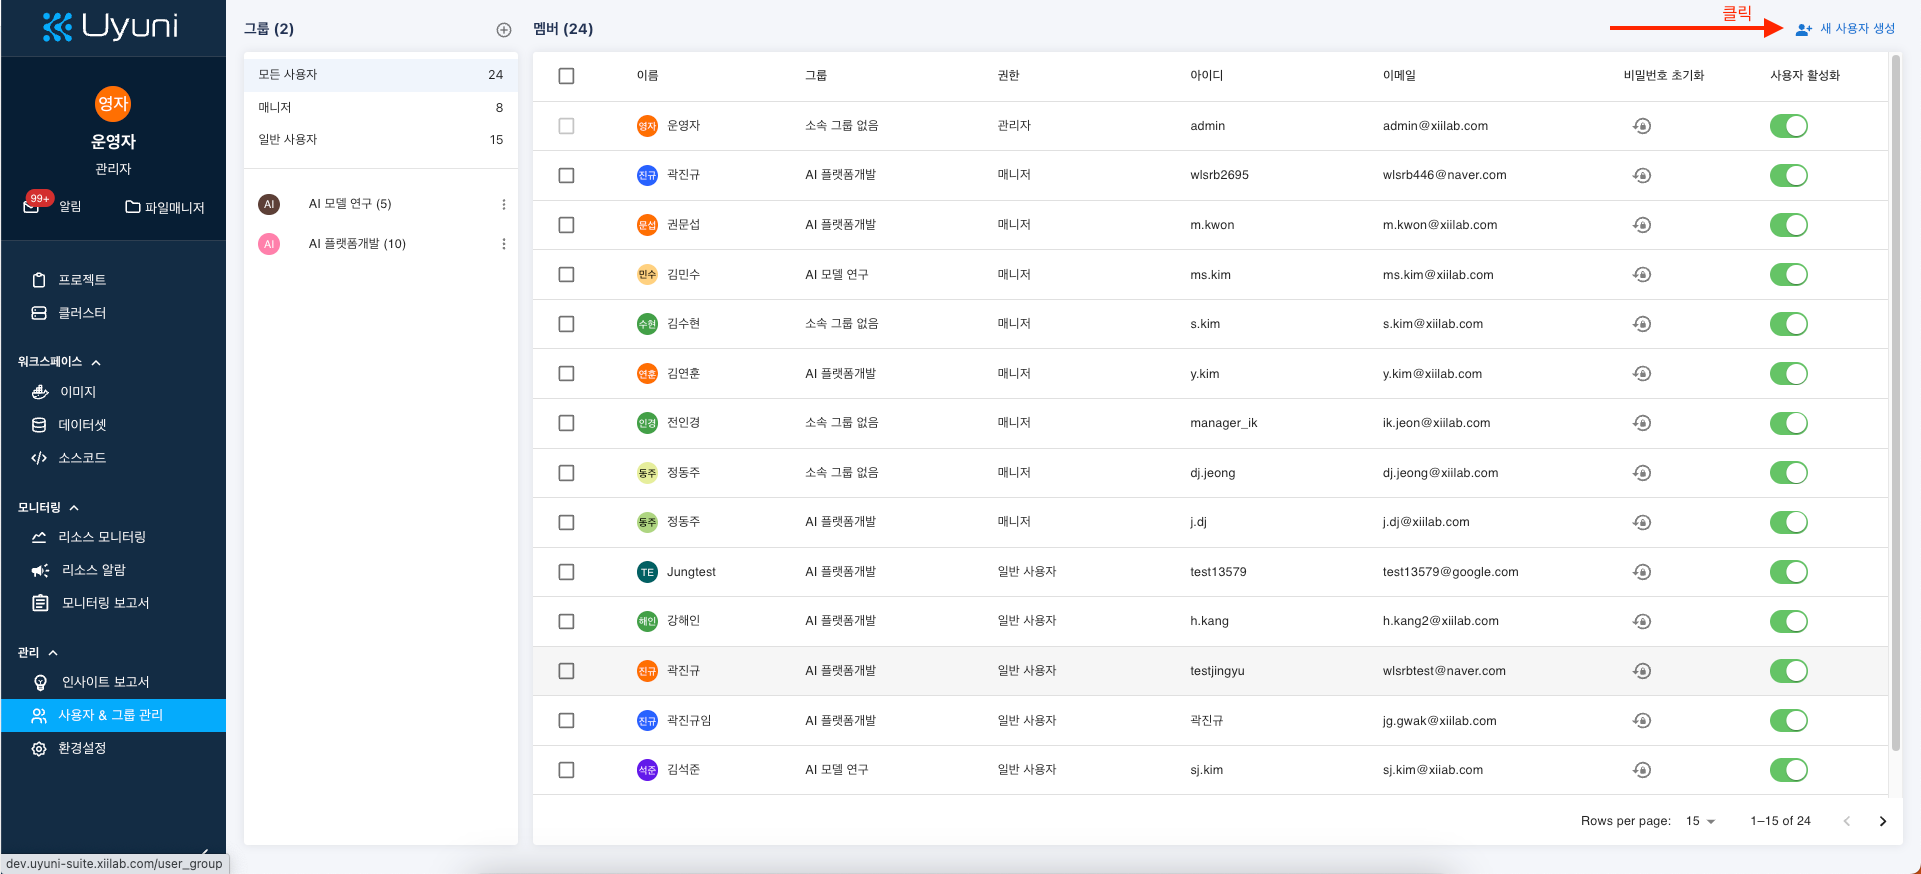 Uyuni
영자
운영자
관리자
99+
알림
파일매니저
프로젝트
클러스터
워크스페이스
이미지
데이터셋
소스코드
모니터링
리소스 모니터링
리소스 알람
모니터링 보고서
관리
인사이트 보고서
사용자 & 그룹 관리
환경설정
dev.uyuni-suite.xiilab.com/user_group
그룹 (2)
모든 사용자 24
매니저 8
일반 사용자 15
AI AI 모델 연구 (5)
AI AI 플랫폼개발 (10)
멤버 (24)
클릭
새 사용자 생성
이름 그룹 권한 아이디 이메일 비밀번호 초기화 사용자 활성화
영자 운영자 소속 그룹 없음 관리자 admin admin@xiilab.com
진규 곽진규 AI 플랫폼개발 매니저 wlsrb2695 wlsrb446@naver.com
문섭 권문섭 AI 플랫폼개발 매니저 m.kwon m.kwon@xiilab.com
민수 김민수 AI 모델 연구 매니저 ms.kim ms.kim@xiilab.com
수현 김수현 소속 그룹 없음 매니저 s.kim s.kim@xiilab.com
연훈 김연훈 AI 플랫폼개발 매니저 y.kim y.kim@xiilab.com
인경 전인경 소속 그룹 없음 매니저 manager_ik ik.jeon@xiilab.com
동주 정동주 소속 그룹 없음 매니저 dj.jeong dj.jeong@xiilab.com
동주 정동주 AI 플랫폼개발 매니저 j.dj j.dj@xiilab.com
TE Jungtest AI 플랫폼개발 일반 사용자 test13579 test13579@google.com
해인 강해인 AI 플랫폼개발 일반 사용자 h.kang h.kang2@xiilab.com
진규 곽진규 AI 플랫폼개발 일반 사용자 testjingyu wlsrbtest@naver.com
진규 곽진규임 AI 플랫폼개발 일반 사용자 곽진규 jg.gwak@xiilab.com
석준 김석준 AI 모델 연구 일반 사용자 sj.kim sj.kim@xiiab.com
Rows per page: 15 1–15 of 24